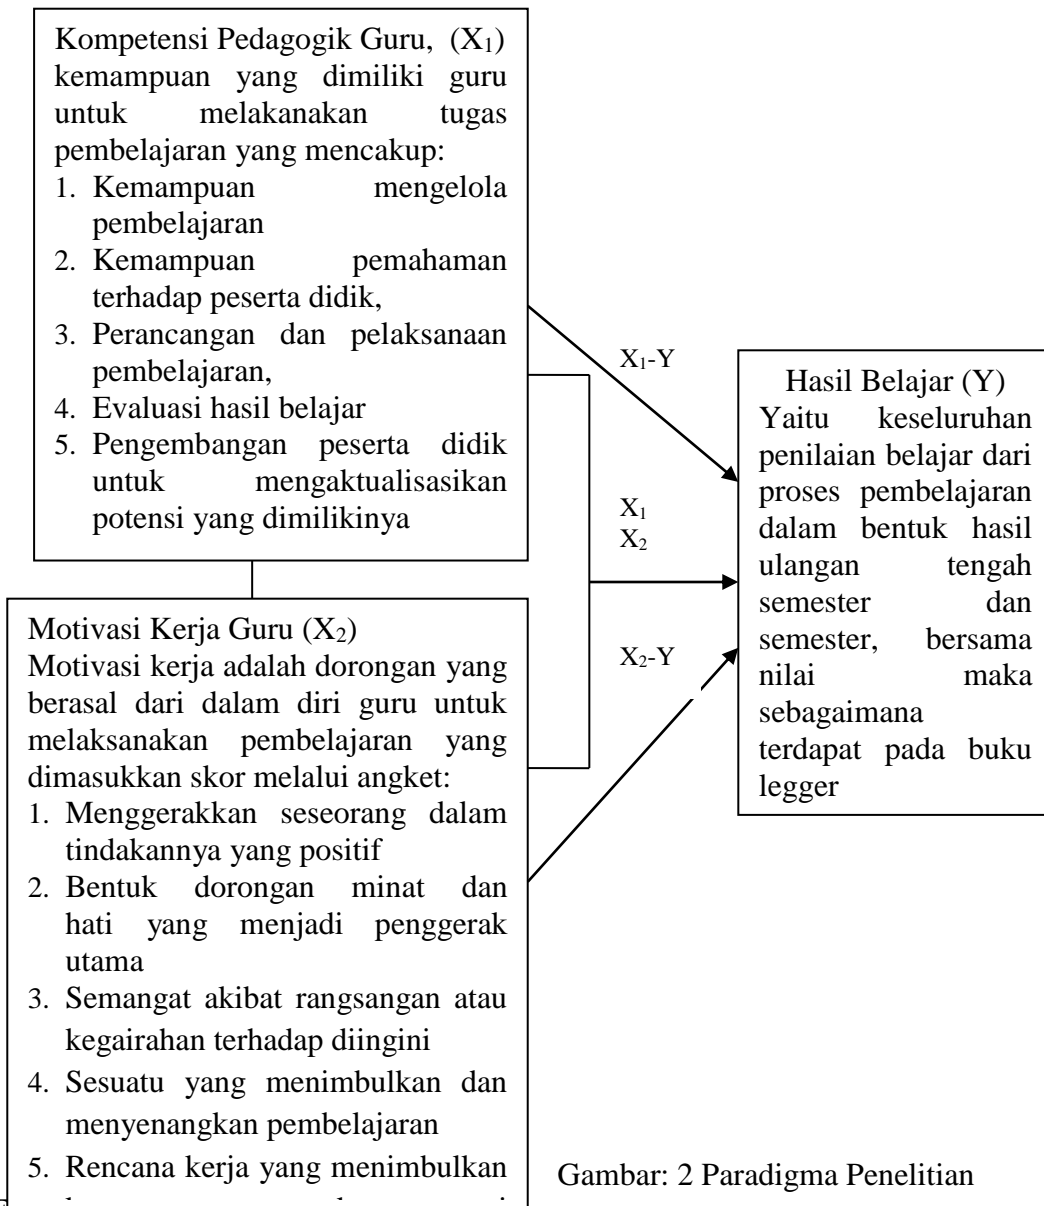 Kompetensi Pedagogik Guru, (X₁)
kemampuan yang dimiliki guru
untuk melakanakan tugas
pembelajaran yang mencakup:
1. Kemampuan mengelola
pembelajaran
2. Kemampuan pemahaman
terhadap peserta didik,
3. Perancangan dan pelaksanaan
pembelajaran,
4. Evaluasi hasil belajar
5. Pengembangan peserta didik
untuk mengaktualisasikan
potensi yang dimilikinya
Motivasi Kerja Guru (X₂)
Motivasi kerja adalah dorongan yang
berasal dari dalam diri guru untuk
melaksanakan pembelajaran yang
dimasukkan skor melalui angket:
1. Menggerakkan seseorang dalam
tindakannya yang positif
2. Bentuk dorongan minat dan
hati yang menjadi penggerak
utama
3. Semangat akibat rangsangan atau
kegairahan terhadap diingini
4. Sesuatu yang menimbulkan dan
menyenangkan pembelajaran
5. Rencana kerja yang menimbulkan
X₁-Y
X₁
X₂
X₂-Y
Hasil Belajar (Y)
Yaitu keseluruhan
penilaian belajar dari
proses pembelajaran
dalam bentuk hasil
ulangan tengah
semester dan
semester, bersama
nilai maka
sebagaimana
terdapat pada buku
legger
Gambar: 2 Paradigma Penelitian